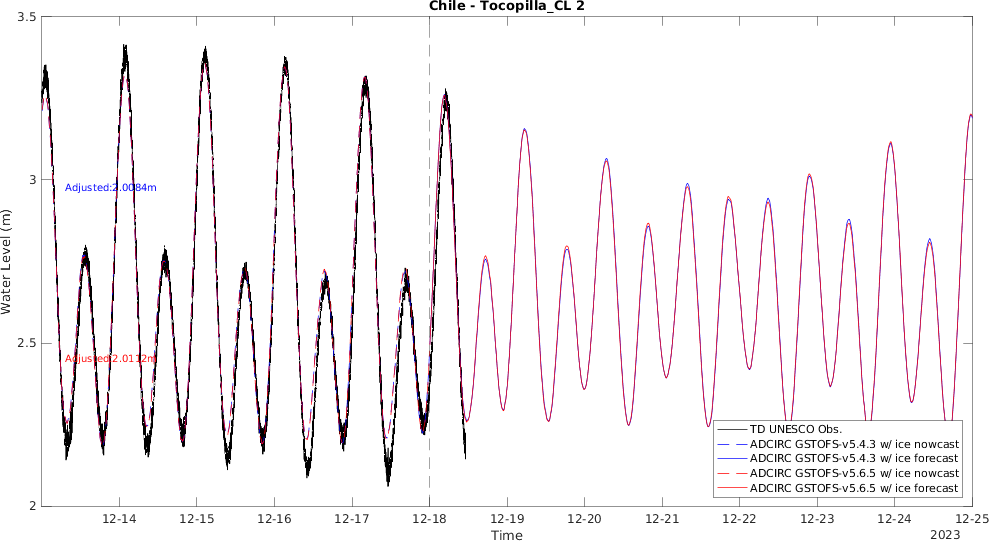 Chile - Tocopilla_CL 2
3.5
3
2.5
2
Water Level (m)
Adjusted:2.0084m
Adjusted:2.0112m
TD UNESCO Obs.
ADCIRC GSTOFS-v5.4.3 w/ ice nowcast
ADCIRC GSTOFS-v5.4.3 w/ ice forecast
ADCIRC GSTOFS-v5.6.5 w/ ice nowcast
ADCIRC GSTOFS-v5.6.5 w/ ice forecast
12-14 12-15 12-16 12-17 12-18 12-19 12-20 12-21 12-22 12-23 12-24 12-25
Time
2023